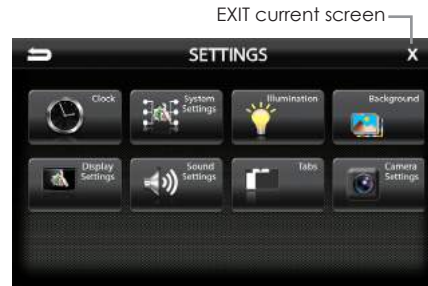 EXIT current screen
SETTINGS X
Clock
System
Settings
Illumination
Background
Display
Settings
Sound
Settings
Tabs
Camera
Settings